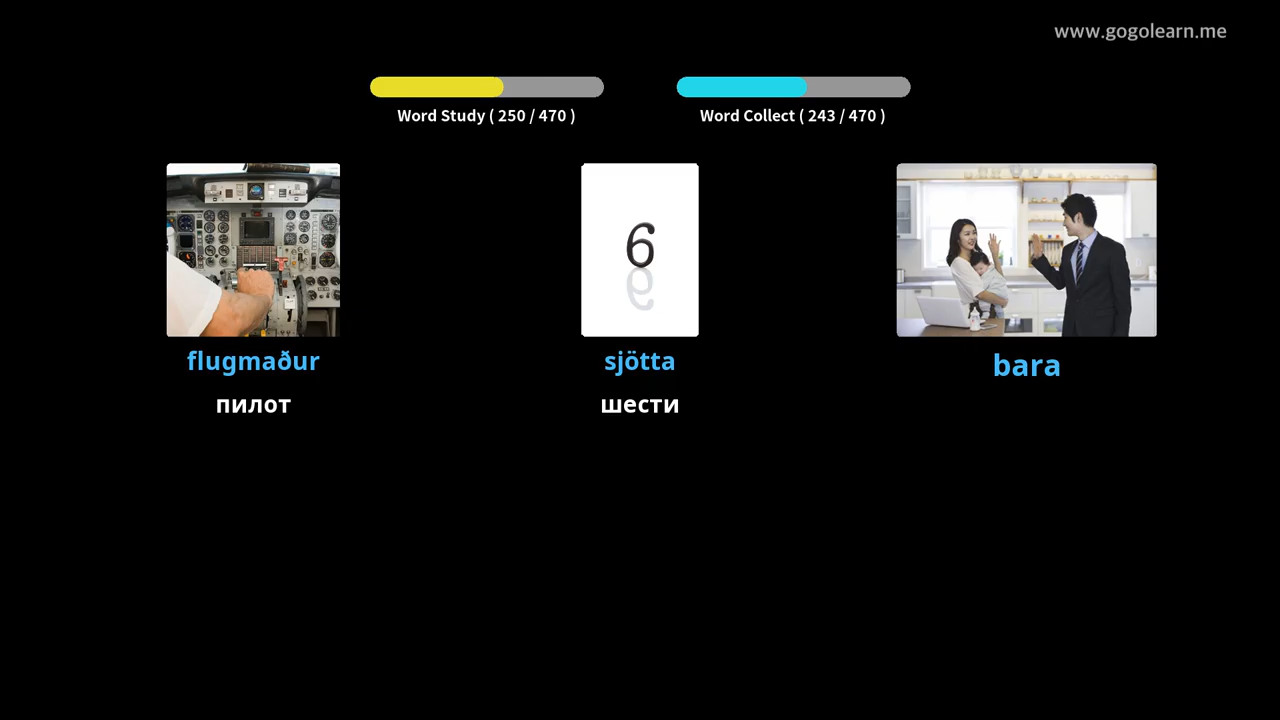 www.gogolearn.me
Word Study ( 250 / 470 )
Word Collect ( 243 / 470 )
6
flugmaður
sjötta
bara
пилот
шести